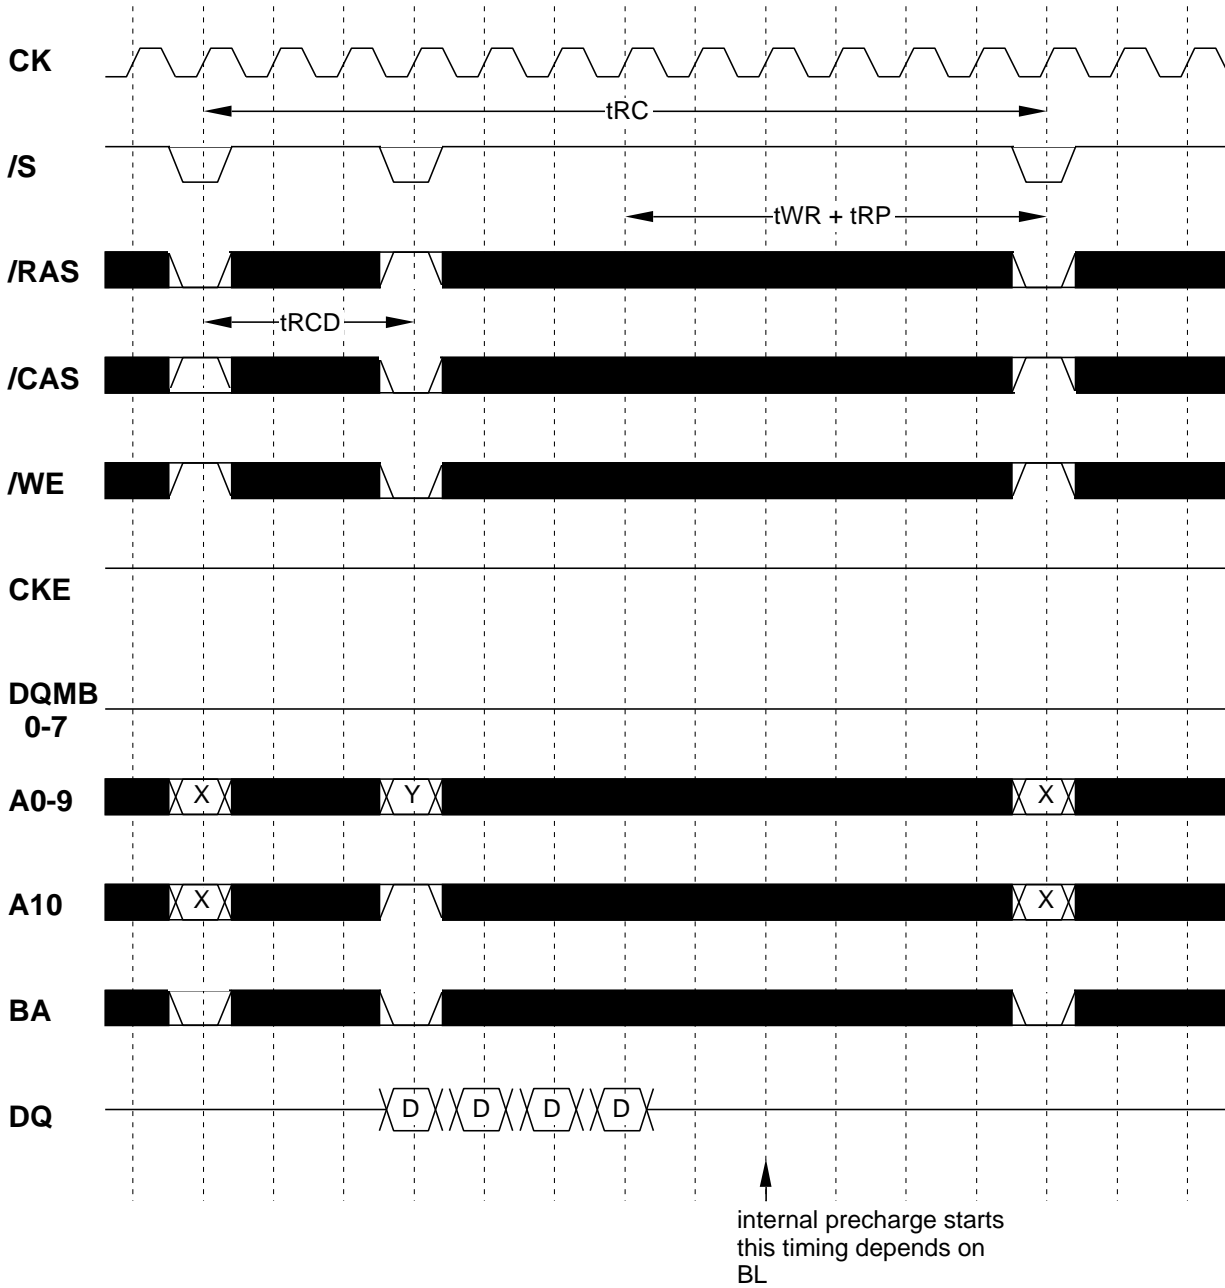 CK
tRC
/S
tWR + tRP
/RAS
tRCD
/CAS
/WE
CKE
DQMB
0-7
A0-9 X Y X
A10 X X
BA
DQ D D D D
internal precharge starts
this timing depends on
BL